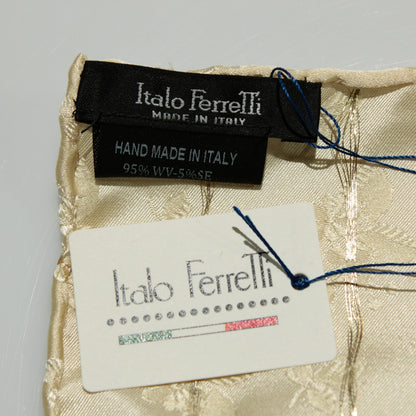 Italo Ferretti
MADE IN ITALY
HAND MADE IN ITALY
95% WV-5%SE
Italo Ferretti